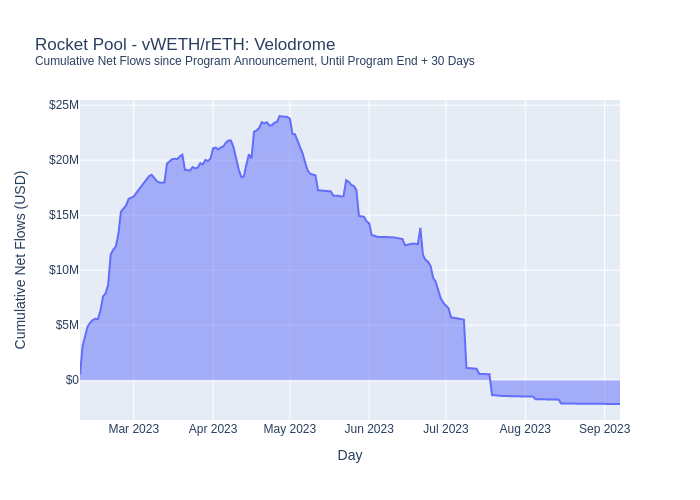 Rocket Pool - vWETH/rETH: Velodrome
Cumulative Net Flows since Program Announcement, Until Program End + 30 Days
Cumulative Net Flows (USD)
$25M
$20M
$15M
$10M
$5M
$0
Mar 2023
Apr 2023
May 2023
Jun 2023
Jul 2023
Aug 2023
Sep 2023
Day